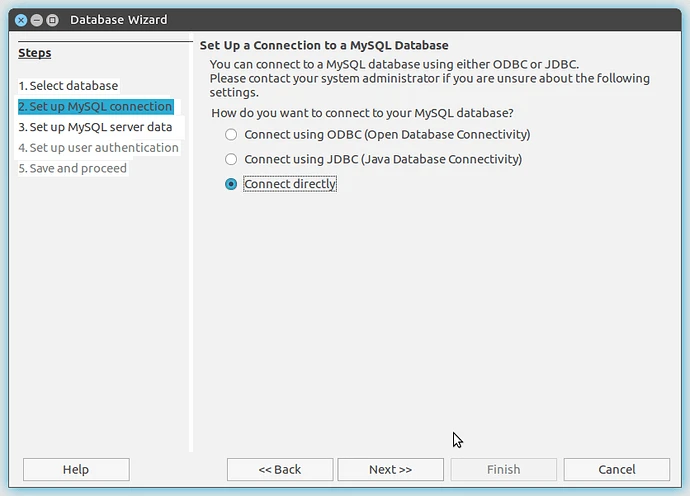 Database Wizard
Steps
1. Select database
2. Set up MySQL connection
3. Set up MySQL server data
4. Set up user authentication
5. Save and proceed
Set Up a Connection to a MySQL Database
You can connect to a MySQL database using either ODBC or JDBC.
Please contact your system administrator if you are unsure about the following
settings.
How do you want to connect to your MySQL database?
Connect using ODBC (Open Database Connectivity)
Connect using JDBC (Java Database Connectivity)
Connect directly
Help
<< Back
Next >>
Finish
Cancel